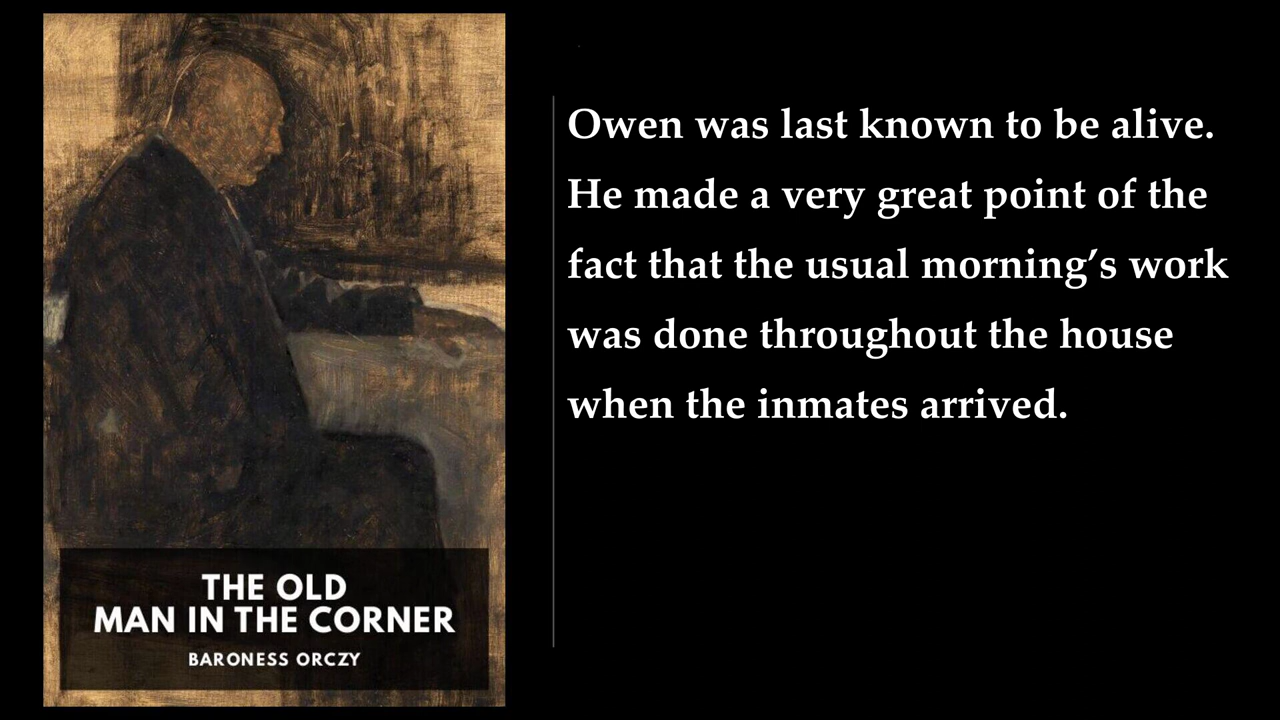 THE OLD
MAN IN THE CORNER
BARONESS ORCZY
Owen was last known to be alive.
He made a very great point of the
fact that the usual morning’s work
was done throughout the house
when the inmates arrived.